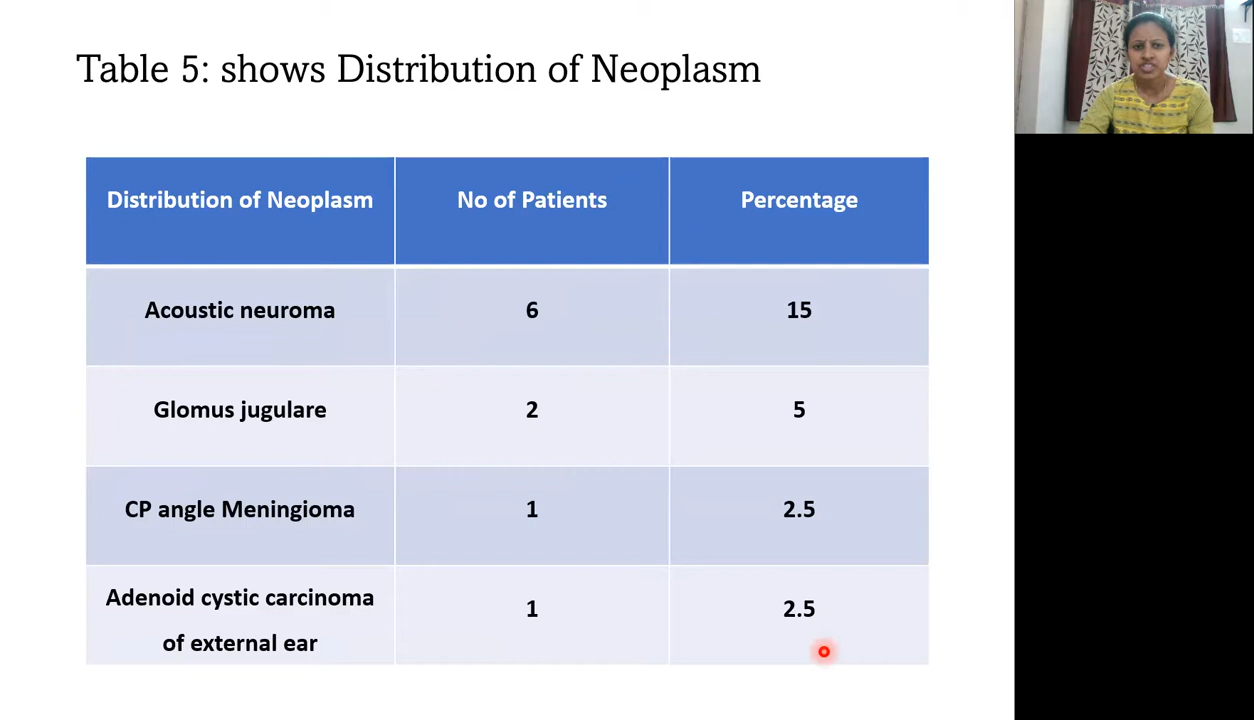 Table 5: shows Distribution of Neoplasm
Distribution of Neoplasm No of Patients Percentage
Acoustic neuroma 6 15
Glomus jugulare 2 5
CP angle Meningioma 1 2.5
Adenoid cystic carcinoma
of external ear 1 2.5